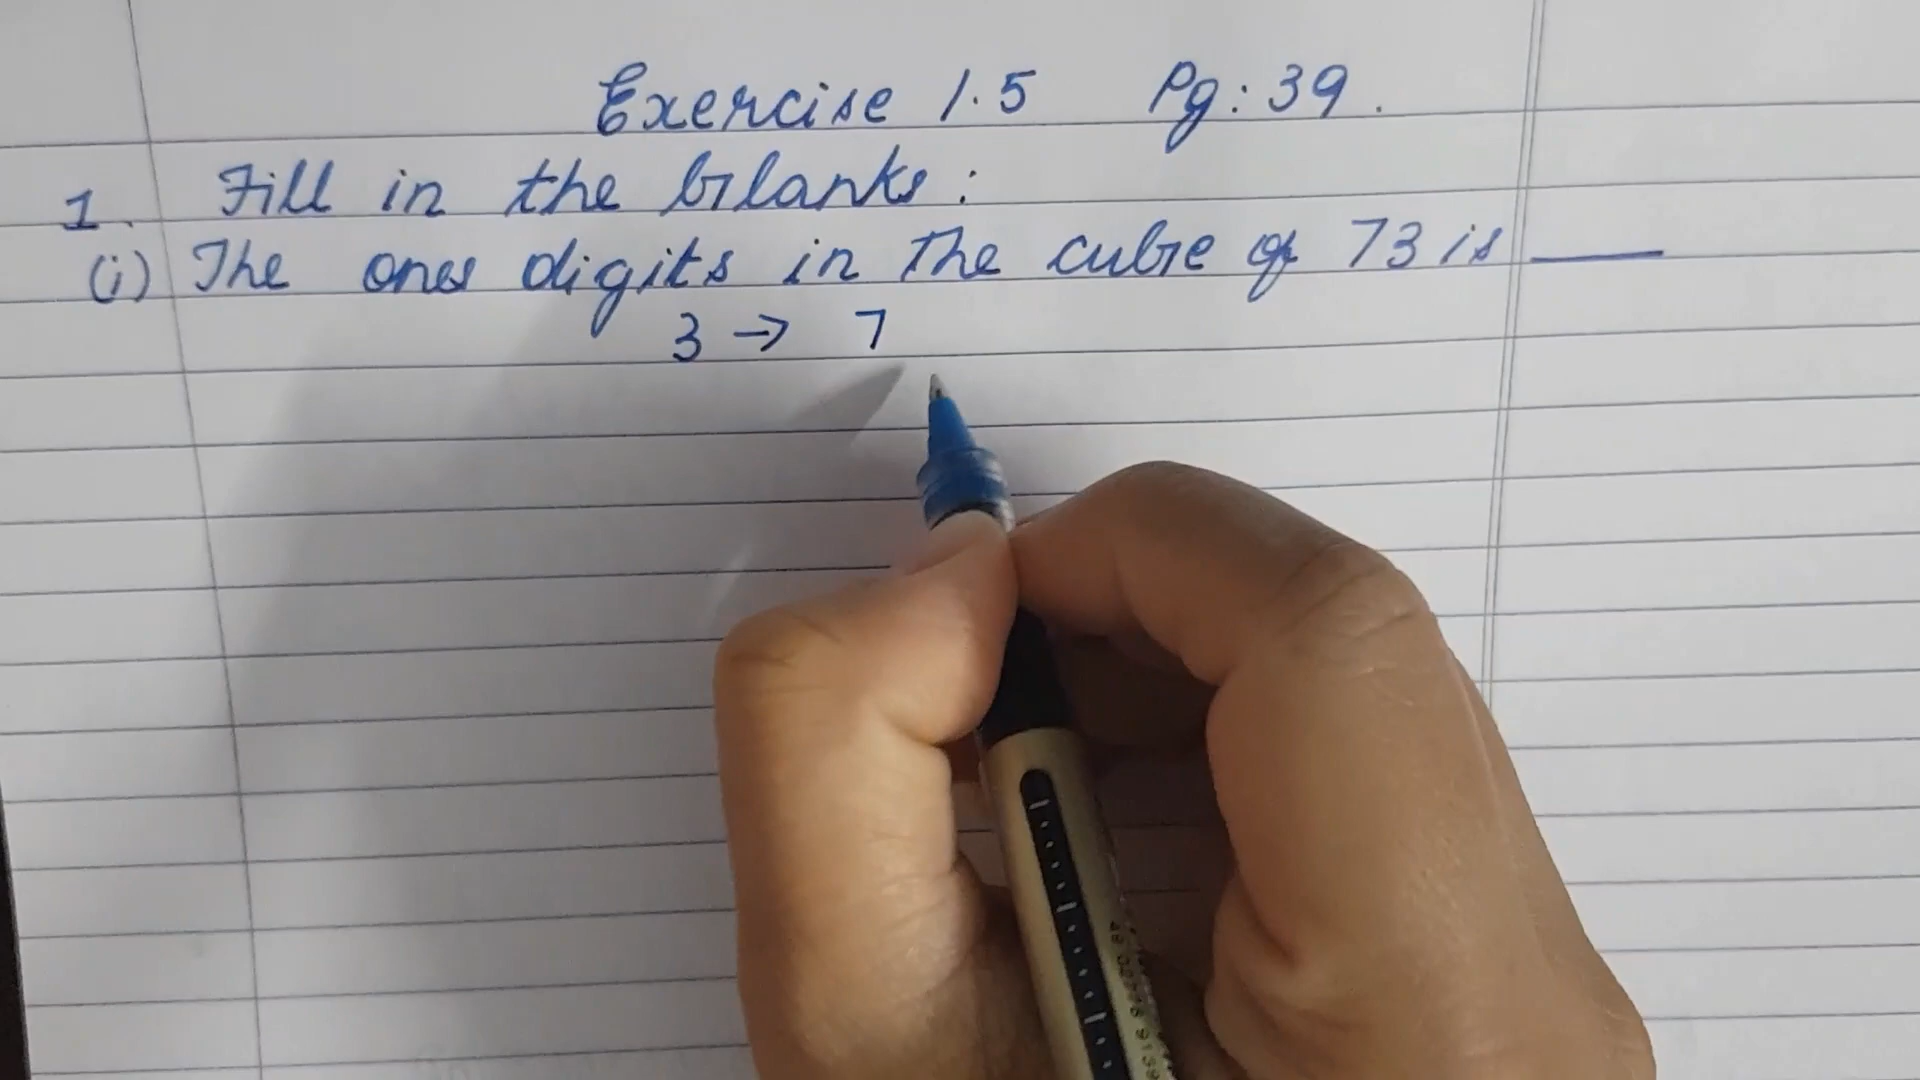 Exercise 1.5 Pg: 39.
1. Fill in the blanks:
(i) The ones digits in the cube of 73 is ____
3 → 7